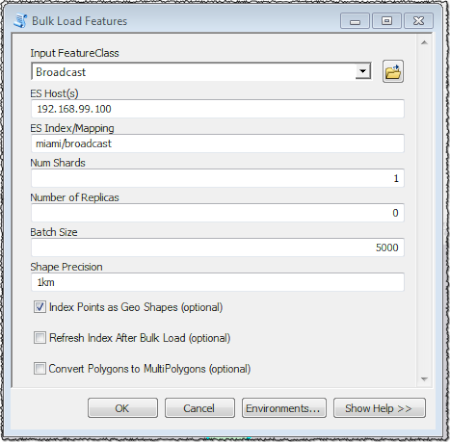 Bulk Load Features
Input FeatureClass
Broadcast
ES Host(s)
192.168.99.100
ES Index/Mapping
miami/broadcast
Num Shards
1
Number of Replicas
0
Batch Size
5000
Shape Precision
1km
Index Points as Geo Shapes (optional)
Refresh Index After Bulk Load (optional)
Convert Polygons to MultiPolygons (optional)
OK Cancel Environments... Show Help >>